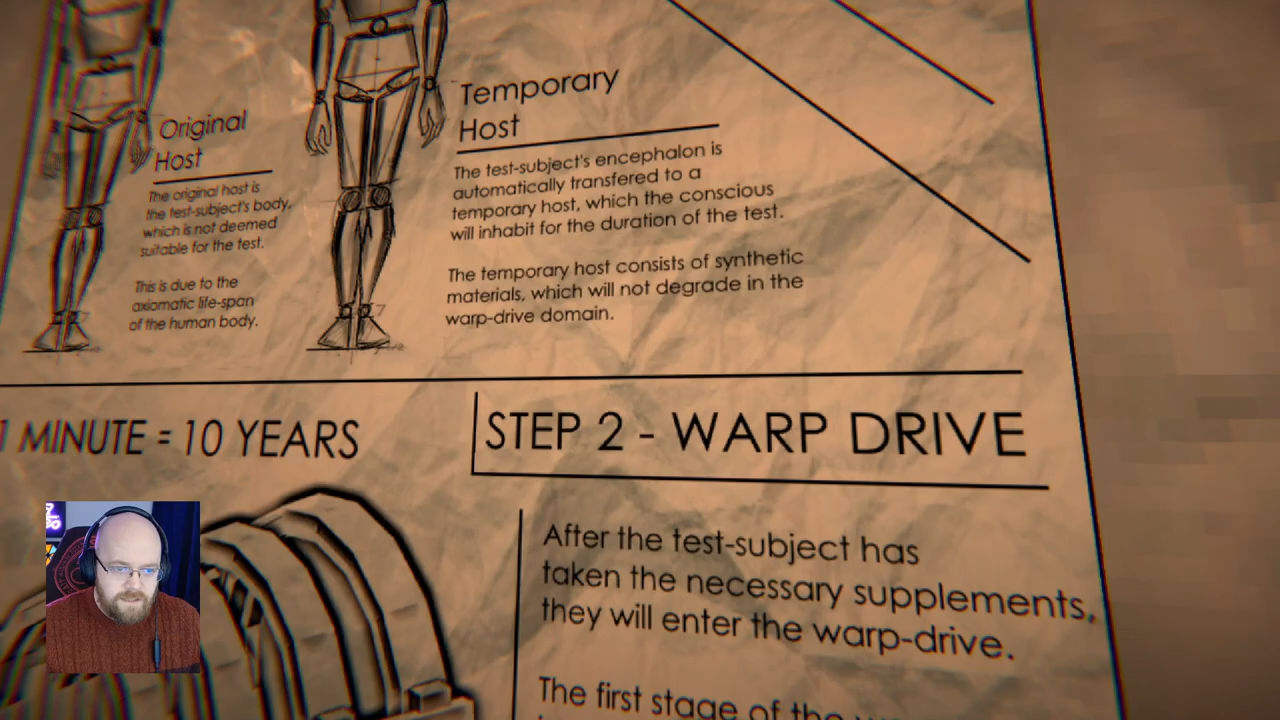 Original
Host
The original host is
the test-subject's body,
which is not deemed
suitable for the test.
This is due to the
axiomatic life-span
of the human body.
Temporary
Host
The test-subject's encephalon is
automatically transfered to a
temporary host, which the conscious
will inhabit for the duration of the test.
The temporary host consists of synthetic
materials, which will not degrade in the
warp-drive domain.
1 MINUTE = 10 YEARS
STEP 2 - WARP DRIVE
After the test-subject has
taken the necessary supplements,
they will enter the warp-drive.
The first stage of the